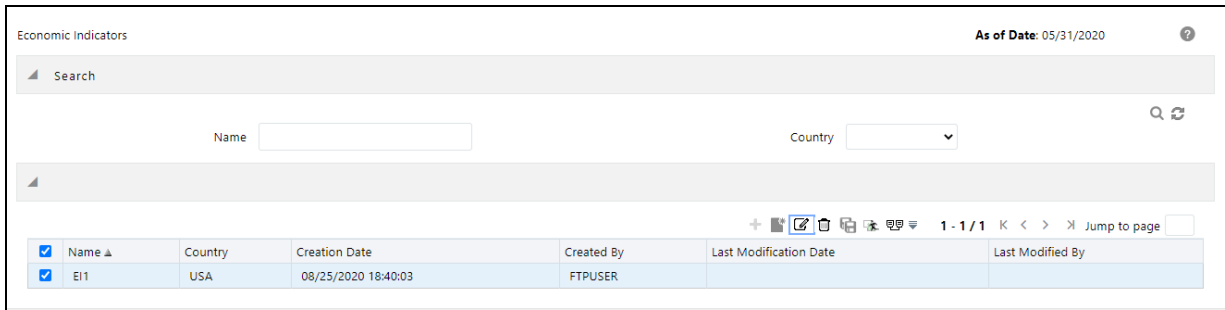 Economic Indicators As of Date: 05/31/2020 ?
Search
Name Country
1 - 1 / 1 Jump to page
Name Country Creation Date Created By Last Modification Date Last Modified By
EI1 USA 08/25/2020 18:40:03 FTPUSER